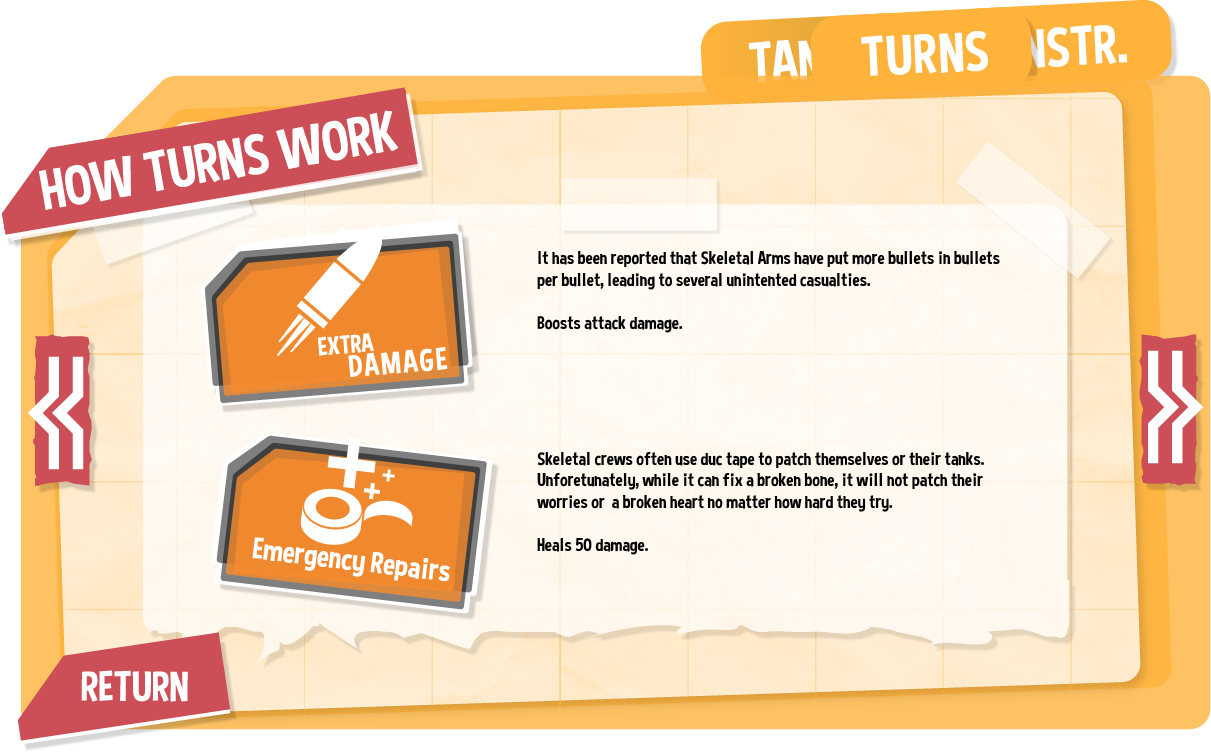 TURNS
HOW TURNS WORK
EXTRA
DAMAGE
It has been reported that Skeletal Arms have put more bullets in bullets
per bullet, leading to several unintented casualties.
Boosts attack damage.
Emergency Repairs
Skeletal crews often use duc tape to patch themselves or their tanks.
Unfortunately, while it can fix a broken bone, it will not patch their
worries or a broken heart no matter how hard they try.
Heals 50 damage.
RETURN